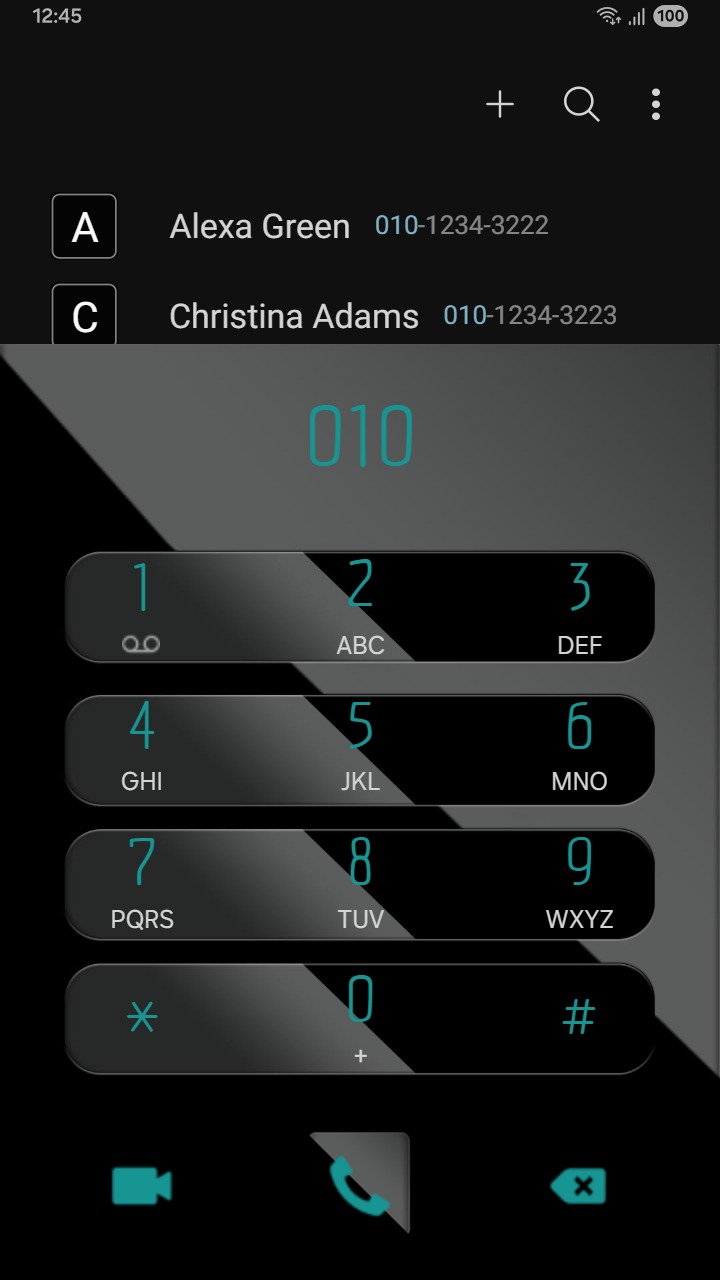 12:45 100
A Alexa Green 010-1234-3222
C Christina Adams 010-1234-3223
010
1 2 3
ABC DEF
4 5 6
GHI JKL MNO
7 8 9
PQRS TUV WXYZ
* 0 #
+